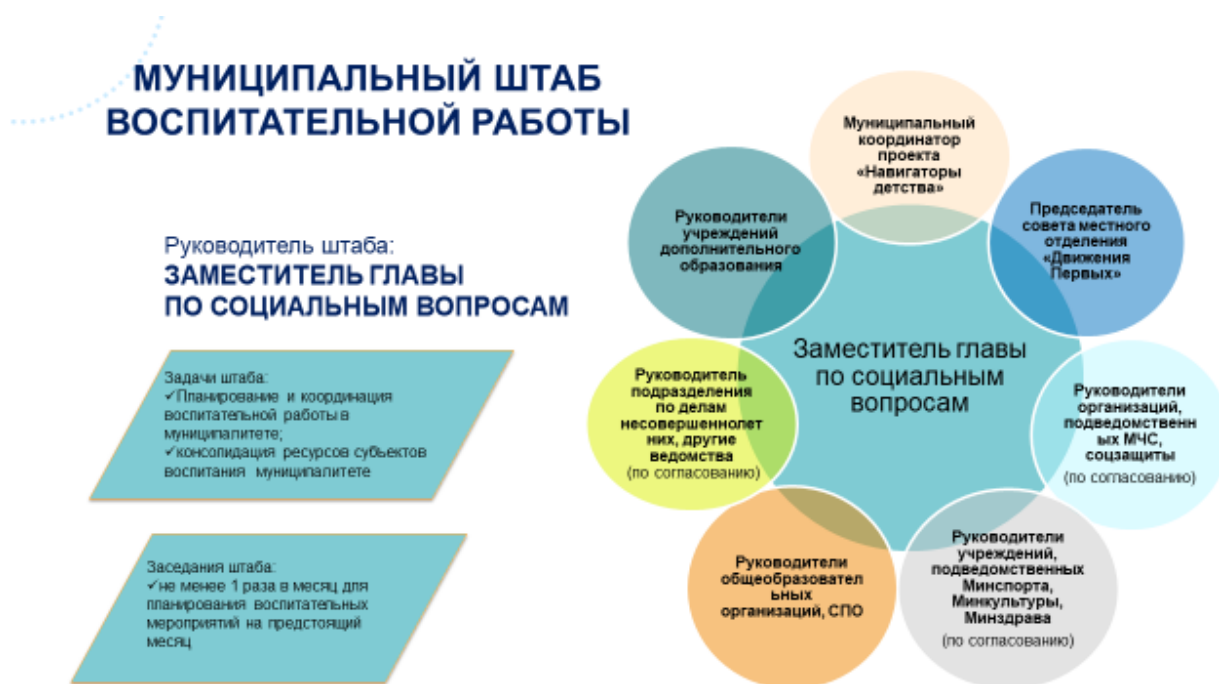 МУНИЦИПАЛЬНЫЙ ШТАБ
ВОСПИТАТЕЛЬНОЙ РАБОТЫ
Руководитель штаба:
ЗАМЕСТИТЕЛЬ ГЛАВЫ
ПО СОЦИАЛЬНЫМ ВОПРОСАМ
Задачи штаба:
✓Планирование и координация
воспитательной работы в
муниципалитете;
✓консолидация ресурсов субъектов
воспитания муниципалитете
Заседания штаба:
✓не менее 1 раза в месяц для
планирования воспитательных
мероприятий на предстоящий
месяц
Муниципальный
координатор
проекта
«Навигаторы
детства»
Председатель
совета местного
отделения
«Движения
Первых»
Руководители
организаций,
подведомственн
ых МЧС,
соцзащиты
(по согласованию)
Руководители
учреждений,
подведомственных
Минспорта,
Минкультуры,
Минздрава
(по согласованию)
Руководители
общеобразовател
ьных
организаций, СПО
Руководитель
подразделения
по делам
несовершеннолет
них, другие
ведомства
(по согласованию)
Руководители
учреждений
дополнительного
образования
Заместитель главы
по социальным
вопросам